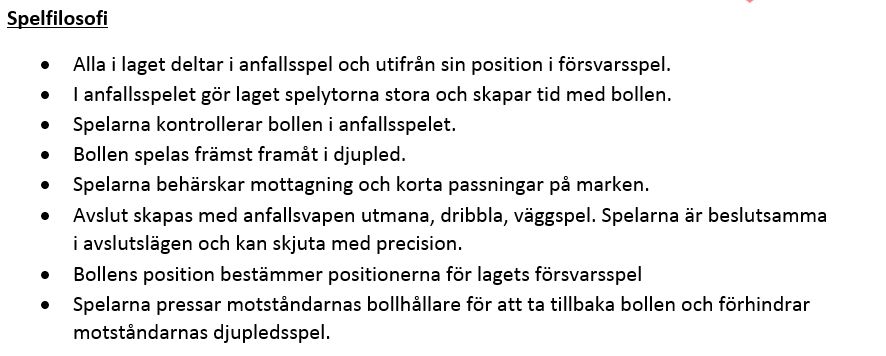 Spelfilosofi
• Alla i laget deltar i anfallsspel och utifrån sin position i försvarsspel.
• I anfallsspelet gör laget spelytorna stora och skapar tid med bollen.
• Spelarna kontrollerar bollen i anfallsspelet.
• Bollen spelas främst framåt i djupled.
• Spelarna behärskar mottagning och korta passningar på marken.
• Avslut skapas med anfallsvapen utmana, dribbla, väggspel. Spelarna är beslutsamma
i avslutslägen och kan skjuta med precision.
• Bollens position bestämmer positionerna för lagets försvarsspel
• Spelarna pressar motståndarnas bollhållare för att ta tillbaka bollen och förhindrar
motståndarnas djupledsspel.